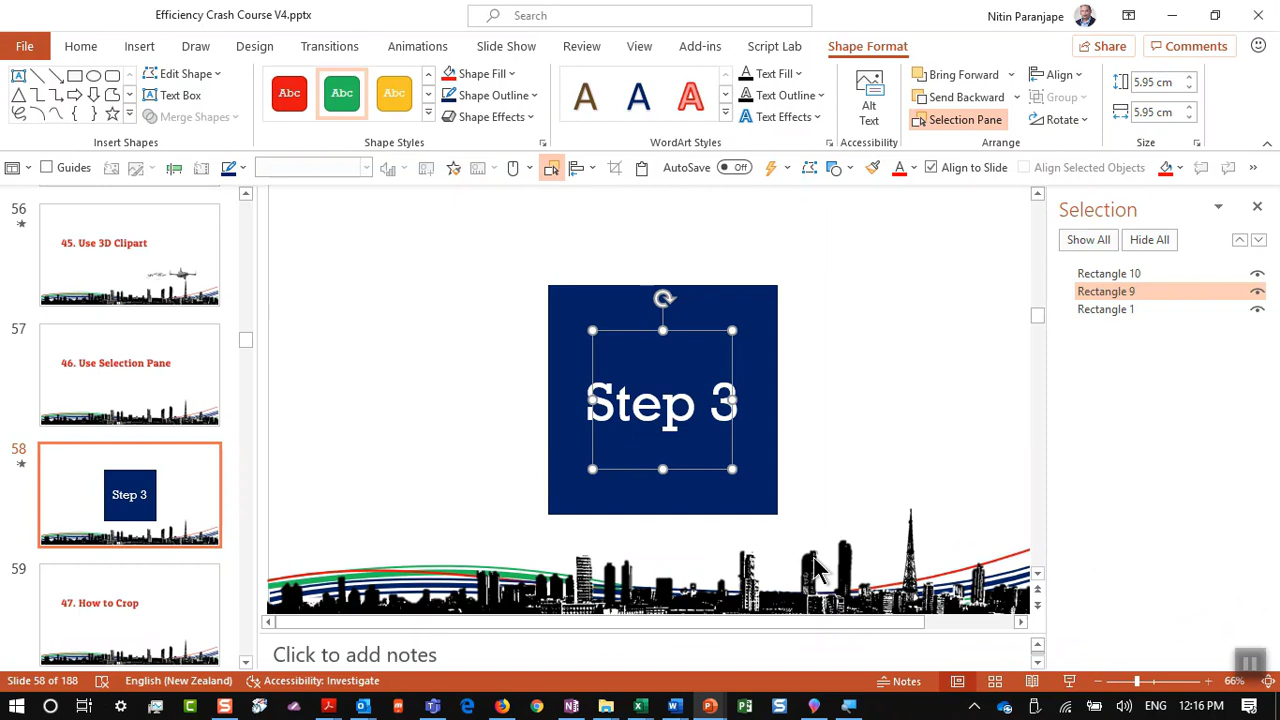 Efficiency Crash Course V4.pptx
Search
Nitin Paranjape
File Home Insert Draw Design Transitions Animations Slide Show Review View Add-ins Script Lab Shape Format Share Comments
Edit Shape
Text Box
Merge Shapes
Insert Shapes
Abc Abc Abc
Shape Fill
Shape Outline
Shape Effects
Shape Styles
A A A
Text Fill
Text Outline
Text Effects
WordArt Styles
Alt
Text
Accessibility
Bring Forward
Send Backward
Selection Pane
Align
Group
Rotate
Arrange
5.95 cm
5.95 cm
Size
Guides
AutoSave Off
Align to Slide
Align Selected Objects
56
45. Use 3D Clipart
57
46. Use Selection Pane
58
Step 3
59
47. How to Crop
Step 3
Selection
Show All Hide All
Rectangle 10
Rectangle 9
Rectangle 1
Click to add notes
Slide 58 of 188 English (New Zealand) Accessibility: Investigate Notes 66%
ENG 12:16 PM